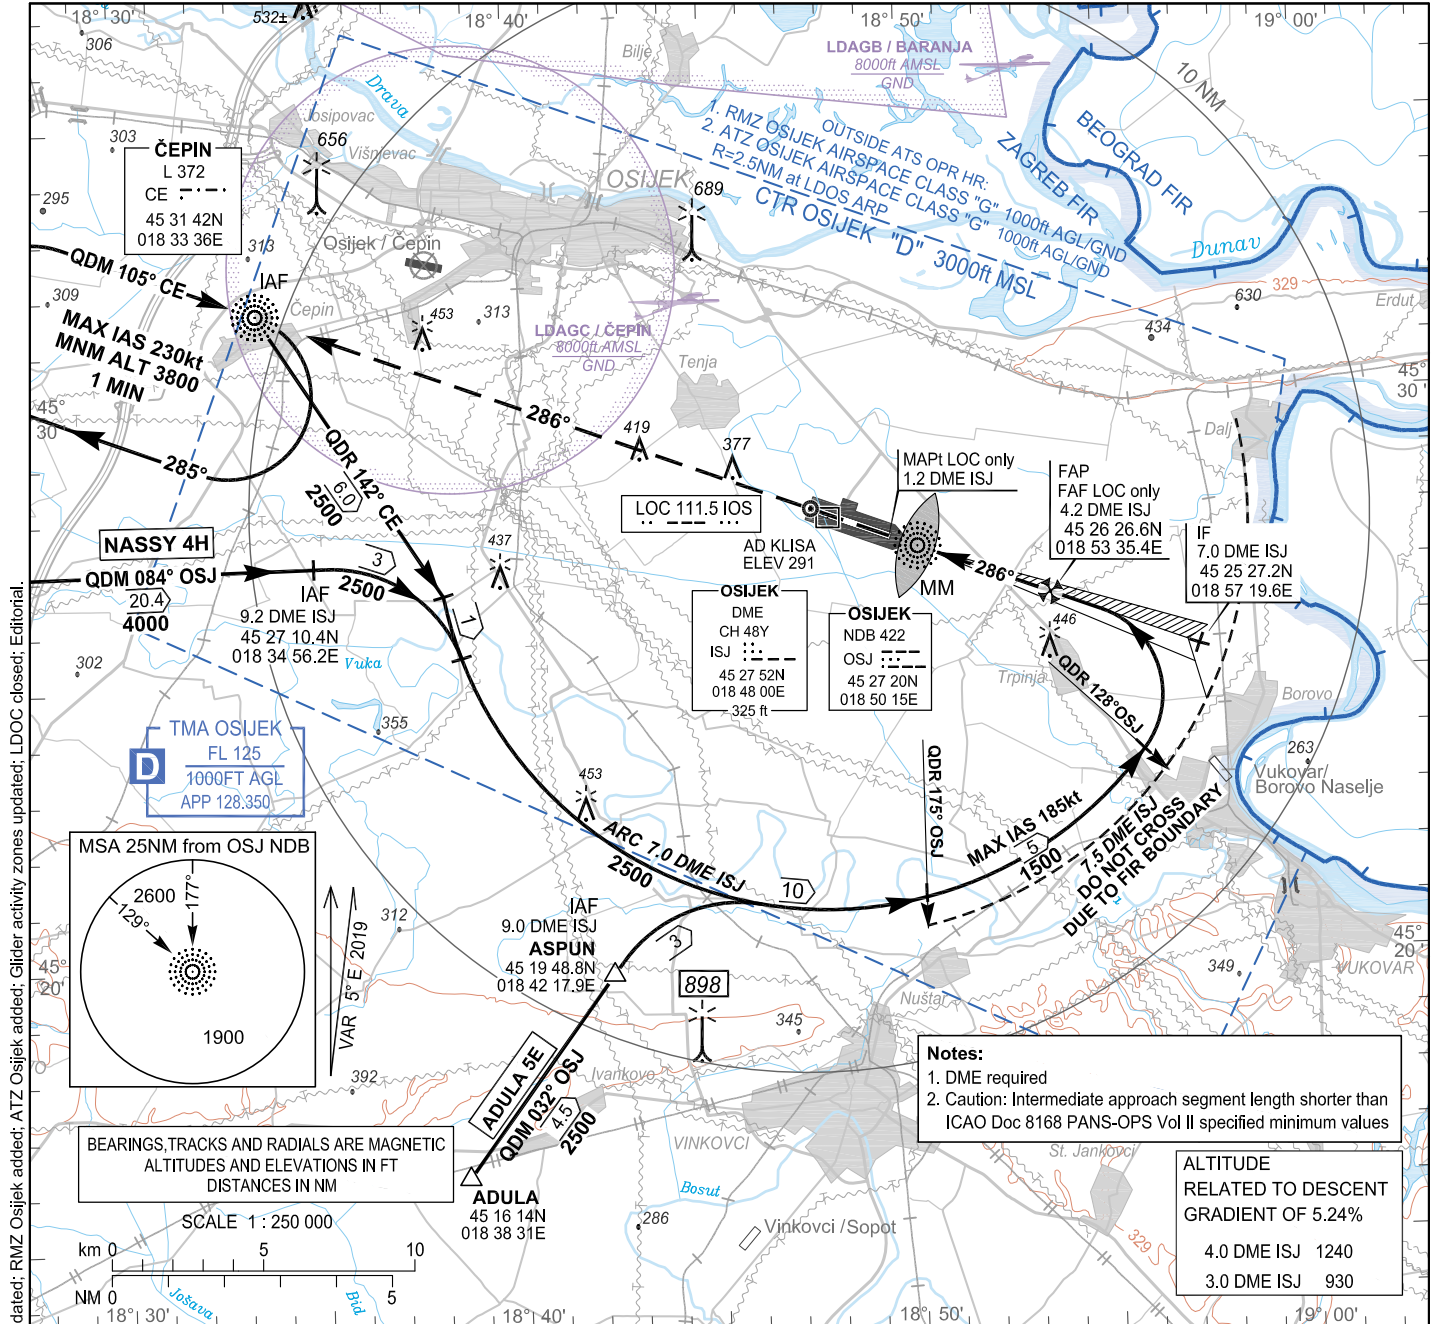 18° 30'
18° 40'
18° 50'
19° 00'
532±
306
Bilje
LDAGB / BARANJA
8000ft AMSL
GND
10 NM
Drava
Josipovac
303
656
Višnjevac
ČEPIN
L 372
CE
45 31 42N
018 33 36E
295
313
OSIJEK
689
OUTSIDE ATS OPR HR:
1. RMZ OSIJEK AIRSPACE CLASS "G" 1000ft AGL/GND
2. ATZ OSIJEK AIRSPACE CLASS "G" 1000ft AGL/GND
R=2.5NM at LDOS ARP
CTR OSIJEK "D" 3000ft MSL
ZAGREB FIR
BEOGRAD FIR
Dunav
329
630
Erdut
434
Osijek / Čepin
QDM 105° CE
IAF
309
Čepin
453
313
LDAGC / ČEPIN
8000ft AMSL
GND
MAX IAS 230kt
MNM ALT 3800
1 MIN
Tenja
45°
30'
45°
30'
286°
285°
QDR 142° CE
6.0
2500
419
377
Dalj
MAPt LOC only
1.2 DME ISJ
FAP
FAF LOC only
4.2 DME ISJ
45 26 26.6N
018 53 35.4E
LOC 111.5 IOS
AD KLISA
ELEV 291
IF
7.0 DME ISJ
45 25 27.2N
018 57 19.6E
NASSY 4H
QDM 084° OSJ
20.4
4000
3
2500
437
IAF
9.2 DME ISJ
45 27 10.4N
018 34 56.2E
1
MM
286°
446
OSIJEK
DME
CH 48Y
ISJ
45 27 52N
018 48 00E
325 ft
OSIJEK
NDB 422
OSJ
45 27 20N
018 50 15E
Trpinja
QDR 128°OSJ
302
Vuka
Borovo
355
263
Vukovar/
Borovo Naselje
TMA OSIJEK
D
FL 125
1000FT AGL
APP 128.350
453
QDR 175° OSJ
ARC 7.0 DME ISJ
2500
10
MAX IAS 185kt
5
1500
7.5 DME ISJ
DO NOT CROSS
DUE TO FIR BOUNDARY
MSA 25NM from OSJ NDB
2600
177°
129°
1900
VAR 5° E 2019
312
IAF
9.0 DME ISJ
ASPUN
45 19 48.8N
018 42 17.9E
3
45°
20'
45°
20'
VUKOVAR
349
898
Nuštar
345
392
Ivankovo
ADULA 5E
QDM 032° OSJ
4.5
2500
Notes:
1. DME required
2. Caution: Intermediate approach segment length shorter than
ICAO Doc 8168 PANS-OPS Vol II specified minimum values
BEARINGS,TRACKS AND RADIALS ARE MAGNETIC
ALTITUDES AND ELEVATIONS IN FT
DISTANCES IN NM
VINKOVCI
St. Jankovci
ADULA
45 16 14N
018 38 31E
Bosut
286
Vinkovci /Sopot
329
ALTITUDE
RELATED TO DESCENT
GRADIENT OF 5.24%
4.0 DME ISJ 1240
3.0 DME ISJ 930
SCALE 1 : 250 000
km 0 5 10
NM 0 5
Jošava
Bid
18° 30'
18° 40'
18° 50'
19° 00'
dated; RMZ Osijek added; ATZ Osijek added; Glider activity zones updated; LDOC closed; Editorial.